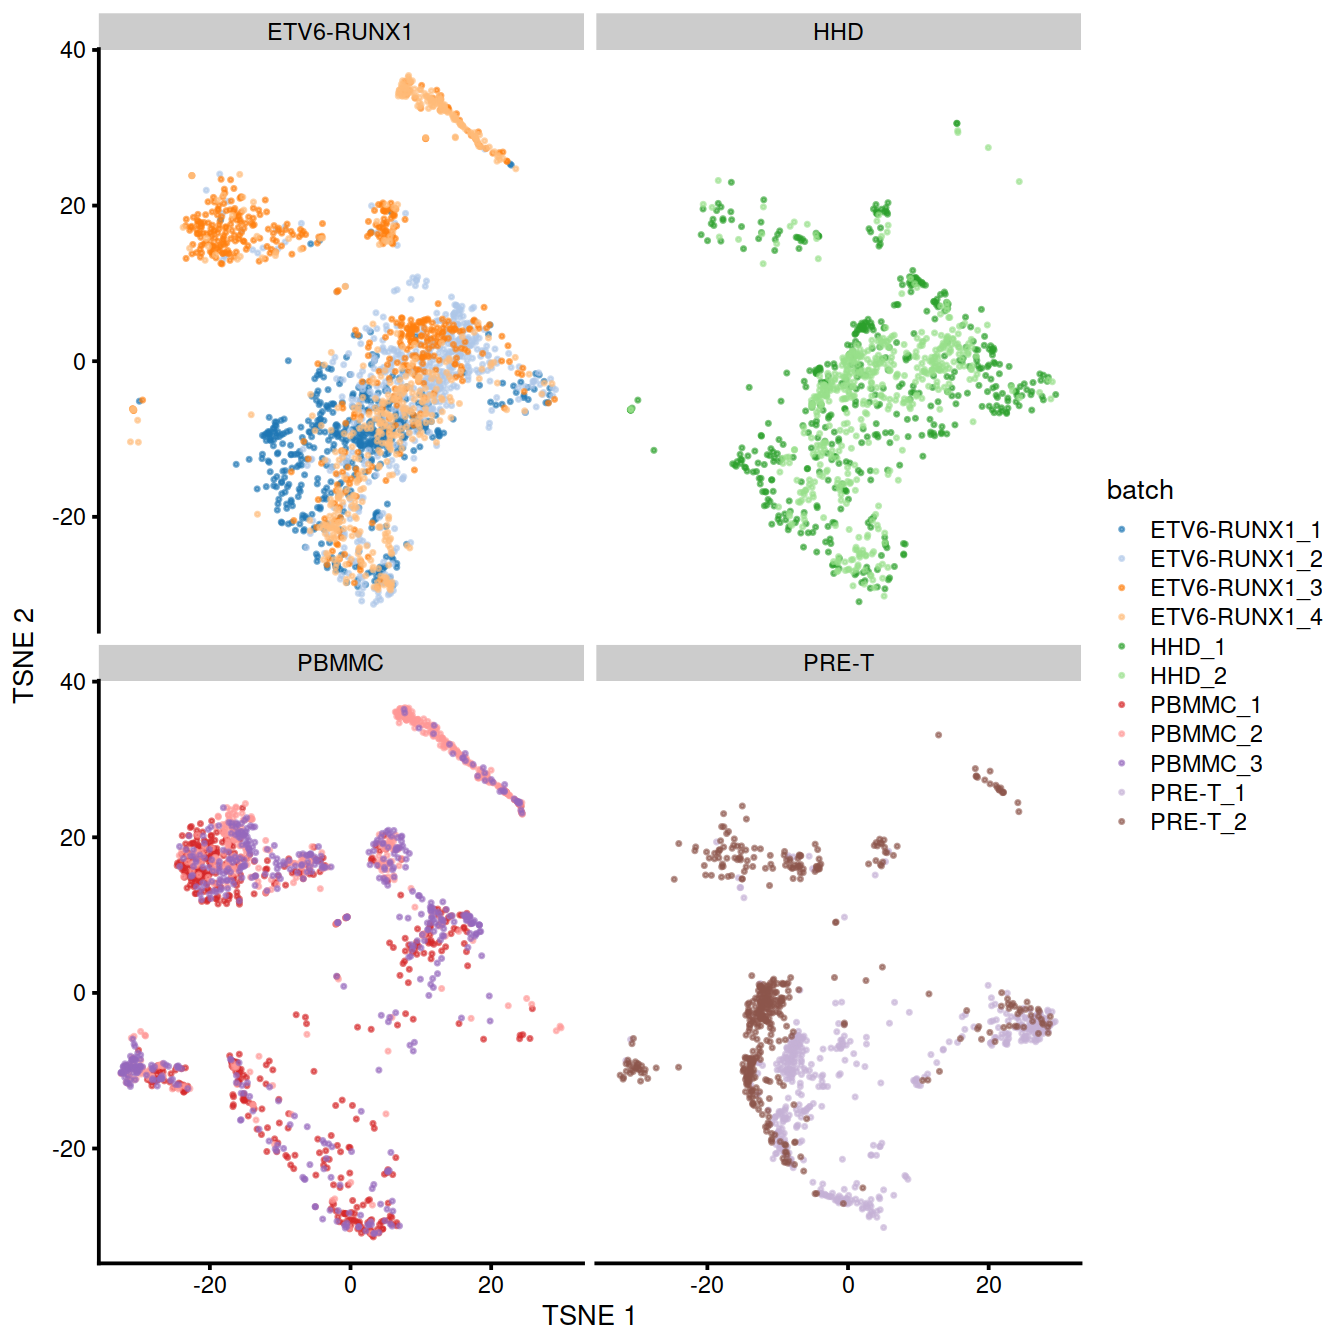 ETV6-RUNX1
HHD
40
20
0
-20
PBMMC
PRE-T
40
20
0
-20
-20
0
20
-20
0
20
TSNE 1
TSNE 2
batch
ETV6-RUNX1_1
ETV6-RUNX1_2
ETV6-RUNX1_3
ETV6-RUNX1_4
HHD_1
HHD_2
PBMMC_1
PBMMC_2
PBMMC_3
PRE-T_1
PRE-T_2